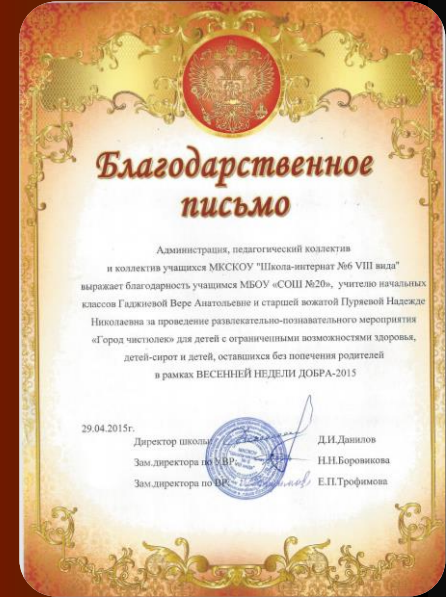 Благодарственное
письмо
Администрация, педагогический коллектив
и коллектив учащихся МКСКОУ "Школа-интернат №6 VIII вида"
выражает благодарность учащимся МБОУ «СОШ №20», учителю начальных
классов Гаджиевой Вере Анатольевне и старшей вожатой Пуряевой Надежде
Николаевна за проведение развлекательно-познавательного мероприятия
«Город чистюлек» для детей с ограниченными возможностями здоровья,
детей-сирот и детей, оставшихся без попечения родителей
в рамках ВЕСЕННЕЙ НЕДЕЛИ ДОБРА-2015
29.04.2015г.
Директор школы: Д.И.Данилов
Зам.директора по УВР: Н.Н.Боровикова
Зам.директора по ВР: Е.П.Трофимова